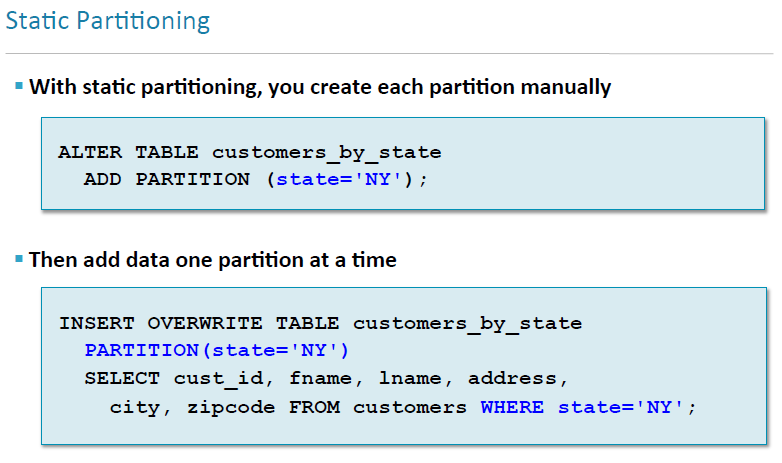 Static Partitioning
With static partitioning, you create each partition manually
ALTER TABLE customers_by_state
ADD PARTITION (state='NY');
Then add data one partition at a time
INSERT OVERWRITE TABLE customers_by_state
PARTITION(state='NY')
SELECT cust_id, fname, lname, address,
city, zipcode FROM customers WHERE state='NY';